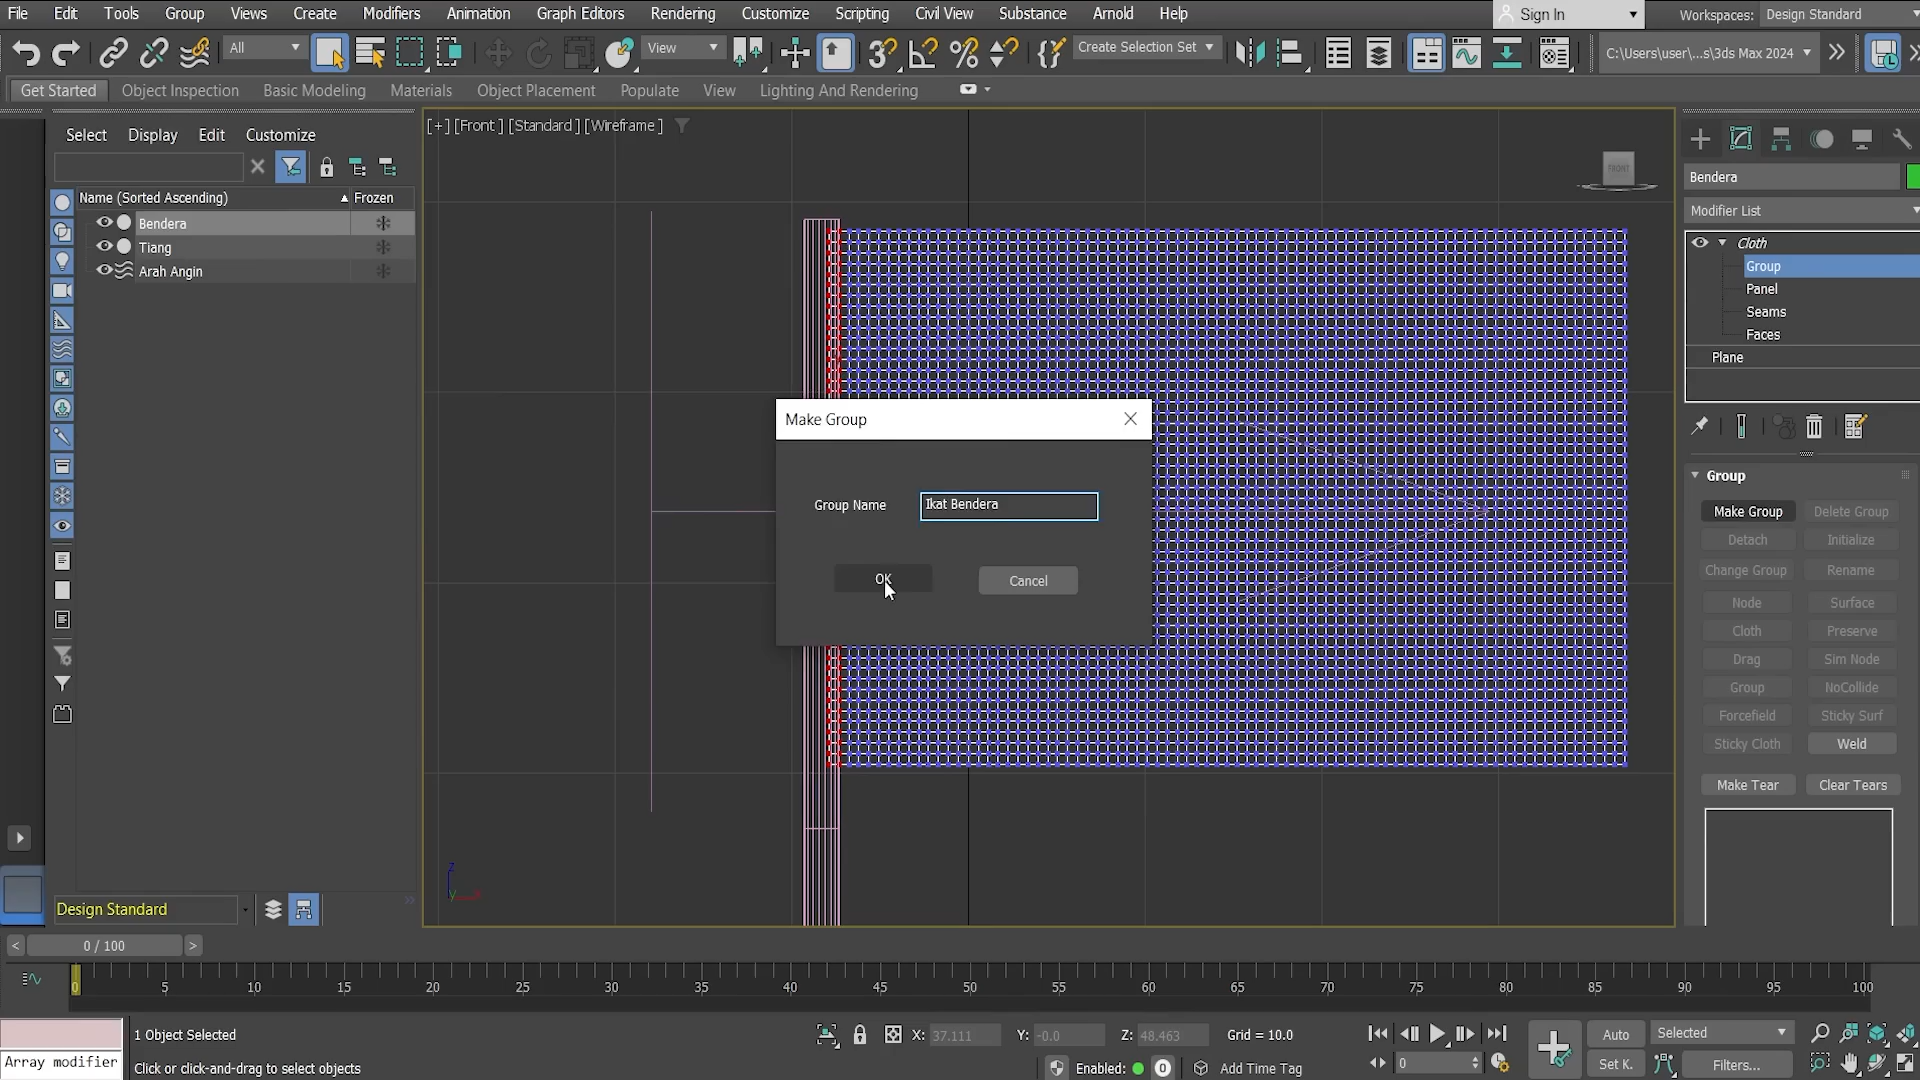 File Edit Tools Group Views Create Modifiers Animation Graph Editors Rendering Customize Scripting Civil View Substance Arnold Help Sign In Workspaces: Design Standard
All View Create Selection Set C:\Users\user\...s\3ds Max 2024
Get Started Object Inspection Basic Modeling Materials Object Placement Populate View Lighting And Rendering
Select Display Edit Customize
Name (Sorted Ascending) Frozen
Bendera
Tiang
Arah Angin
[+] [Front] [Standard] [Wireframe]
FRONT
Make Group
Group Name Ikat Bendera
OK Cancel
z
y
Bendera
Modifier List
Cloth
Group
Panel
Seams
Faces
Plane
Group
Make Group Delete Group
Detach Initialize
Change Group Rename
Node Surface
Cloth Preserve
Drag Sim Node
Group NoCollide
Forcefield Sticky Surf
Sticky Cloth Weld
Make Tear Clear Tears
Design Standard
< 0 / 100 >
0 5 10 15 20 25 30 35 40 45 50 55 60 65 70 75 80 85 90 95 100
1 Object Selected X: 37.111 Y: -0.0 Z: 48.463 Grid = 10.0 Auto Selected
Array modifier Click or click-and-drag to select objects Enabled: 0 Add Time Tag 0 Set K. Filters...